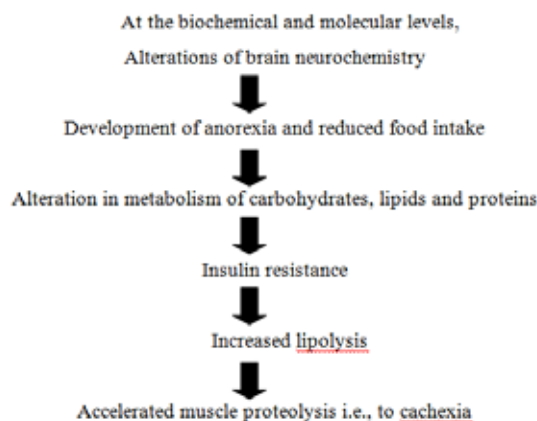 At the biochemical and molecular levels,
Alterations of brain neurochemistry
Development of anorexia and reduced food intake
Alteration in metabolism of carbohydrates, lipids and proteins
Insulin resistance
Increased lipolysis
Accelerated muscle proteolysis i.e., to cachexia